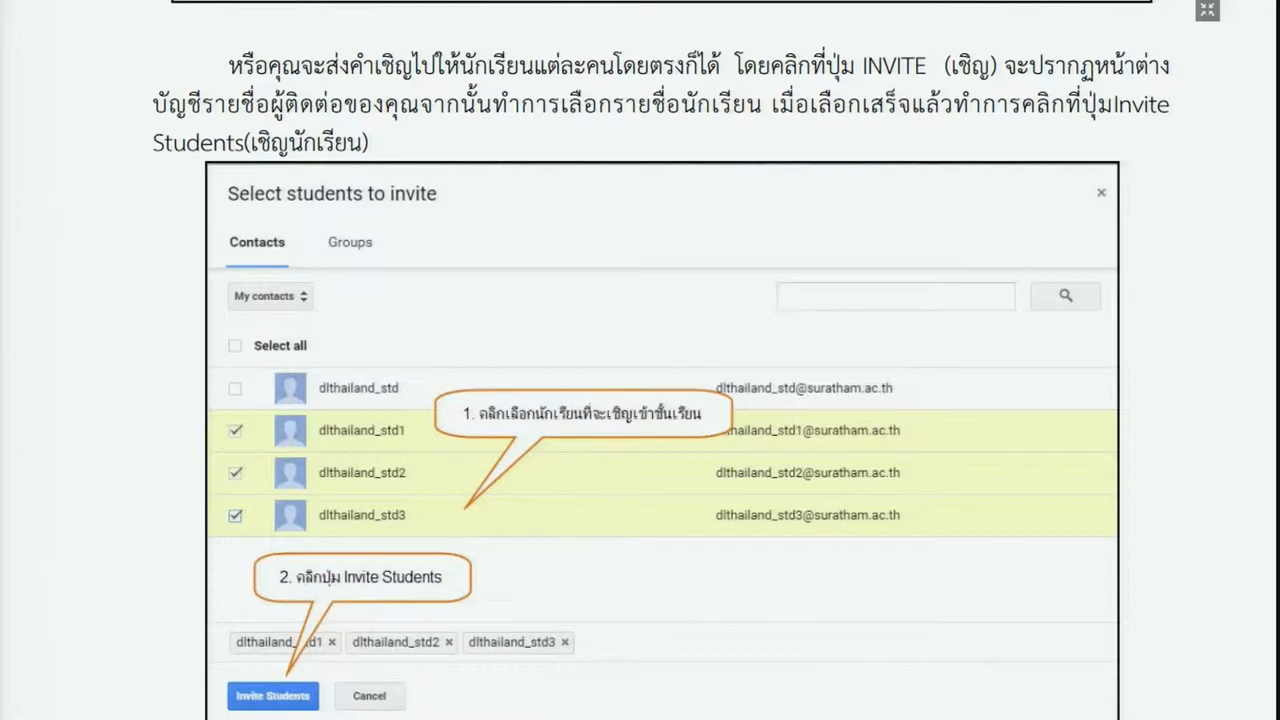 หรือคุณจะส่งคำเชิญไปให้นักเรียนแต่ละคนโดยตรงก็ได้ โดยคลิกที่ปุ่ม INVITE (เชิญ) จะปรากฏหน้าต่าง
บัญชีรายชื่อผู้ติดต่อของคุณจากนั้นทำการเลือกรายชื่อนักเรียน เมื่อเลือกเสร็จแล้วทำการคลิกที่ปุ่มInvite
Students(เชิญนักเรียน)
Select students to invite
Contacts Groups
My contacts
Select all
dlthailand_std dlthailand_std@suratham.ac.th
1. คลิกเลือกนักเรียนที่จะเชิญเข้าชั้นเรียน
dlthailand_std1 dlthailand_std1@suratham.ac.th
dlthailand_std2 dlthailand_std2@suratham.ac.th
dlthailand_std3 dlthailand_std3@suratham.ac.th
2. คลิกปุ่ม Invite Students
dlthailand_std1 × dlthailand_std2 × dlthailand_std3 ×
Invite Students Cancel